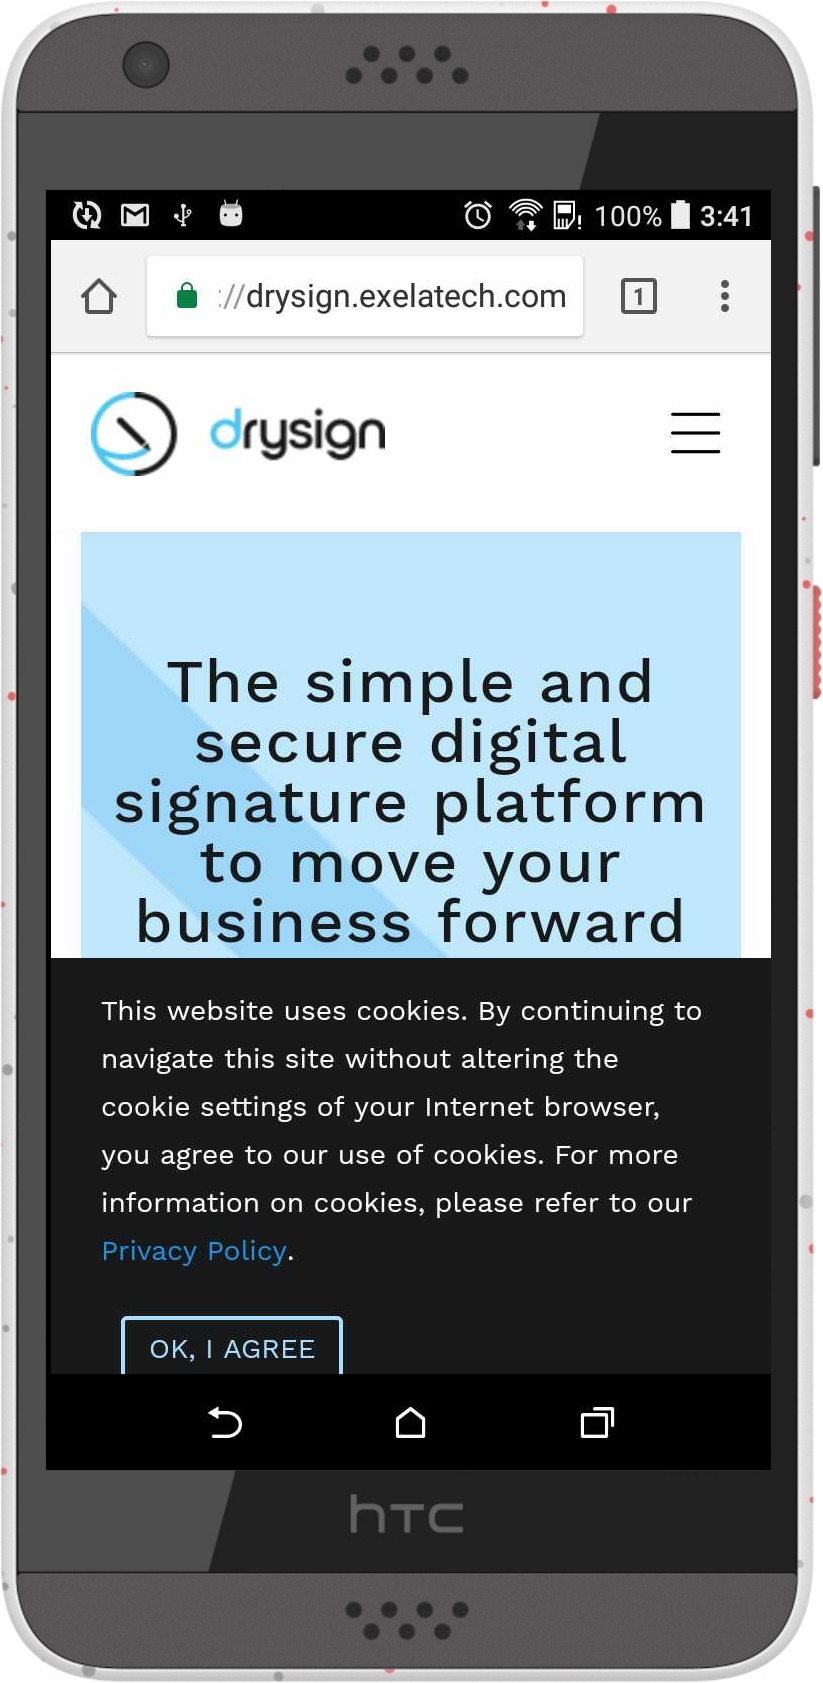 100% 3:41
://drysign.exelatech.com 1
drysign
The simple and
secure digital
signature platform
to move your
business forward
This website uses cookies. By continuing to
navigate this site without altering the
cookie settings of your Internet browser,
you agree to our use of cookies. For more
information on cookies, please refer to our
Privacy Policy.
OK, I AGREE
hTC